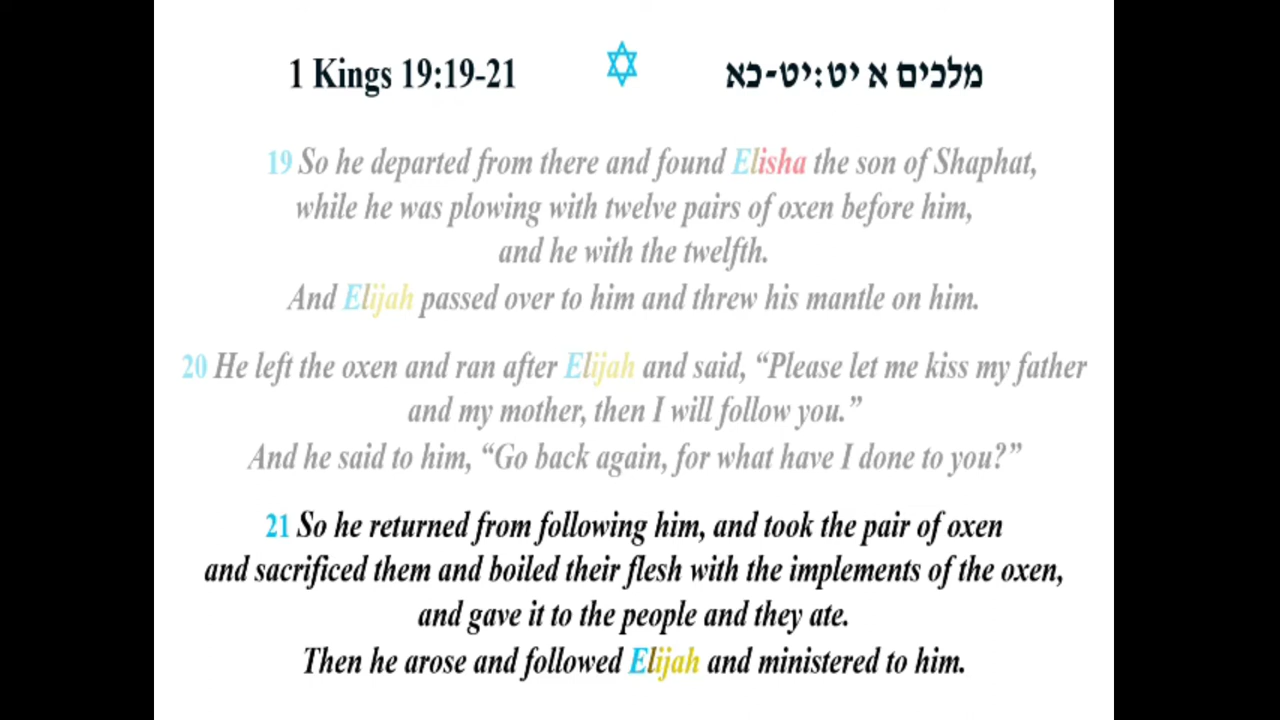 1 Kings 19:19-21
מלכים א יט:יט-כא
19 So he departed from there and found Elisha the son of Shaphat,
while he was plowing with twelve pairs of oxen before him,
and he with the twelfth.
And Elijah passed over to him and threw his mantle on him.
20 He left the oxen and ran after Elijah and said, “Please let me kiss my father
and my mother, then I will follow you.”
And he said to him, “Go back again, for what have I done to you?”
21 So he returned from following him, and took the pair of oxen
and sacrificed them and boiled their flesh with the implements of the oxen,
and gave it to the people and they ate.
Then he arose and followed Elijah and ministered to him.